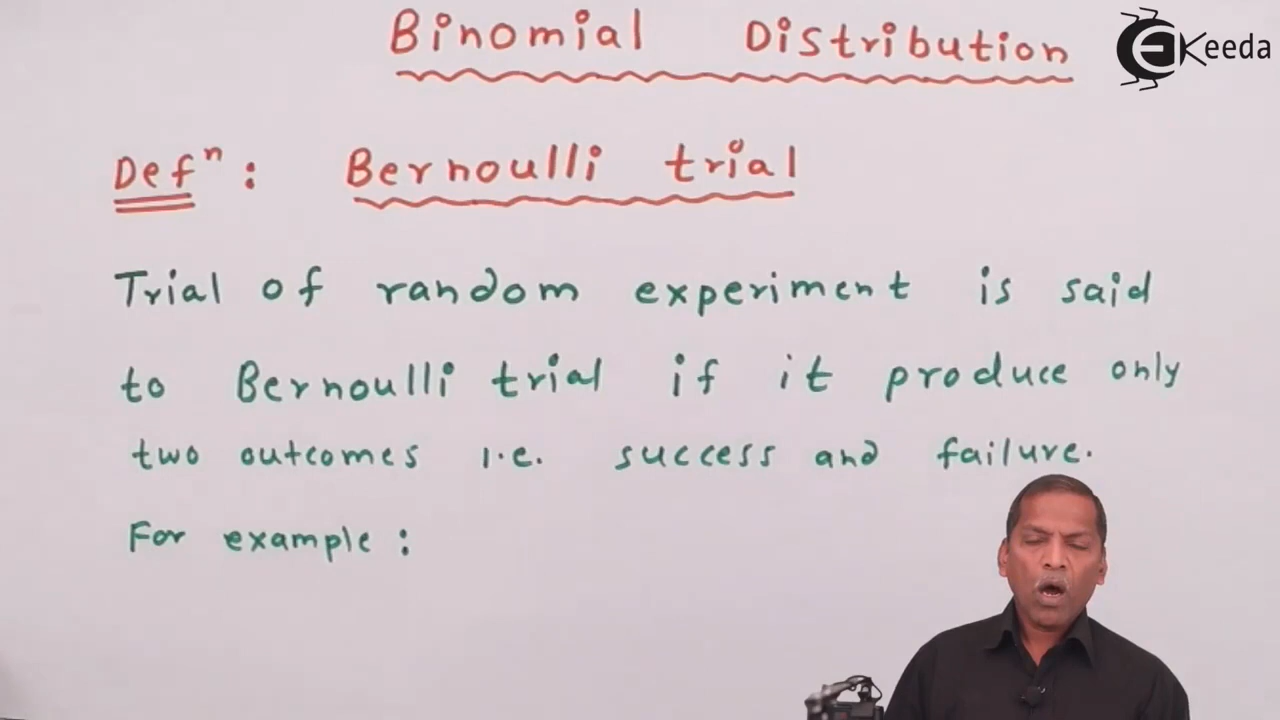 Binomial Distribution
EKeeda
Defⁿ : Bernoulli trial
Trial of random experiment is said
to Bernoulli trial if it produce only
two outcomes i.e. success and failure.
For example :